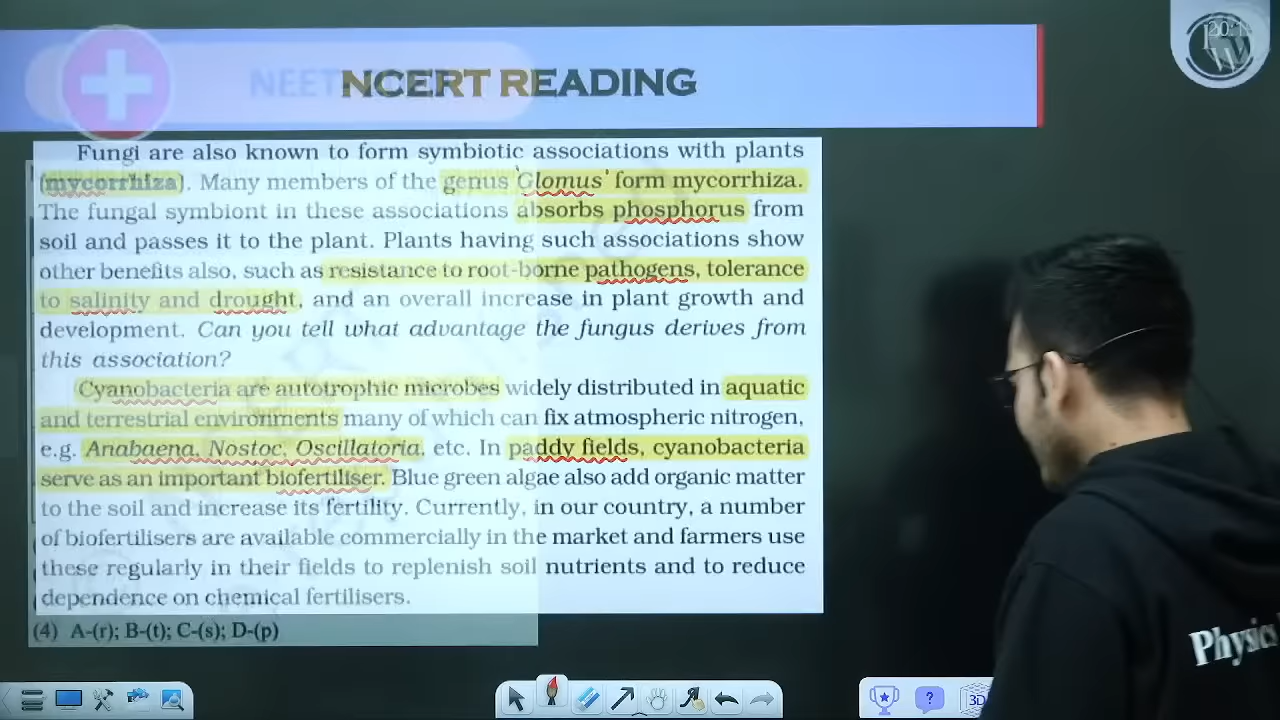 NEET
NCERT READING
Fungi are also known to form symbiotic associations with plants
(mycorrhiza). Many members of the genus 'Glomus' form mycorrhiza.
The fungal symbiont in these associations absorbs phosphorus from
soil and passes it to the plant. Plants having such associations show
other benefits also, such as resistance to root-borne pathogens, tolerance
to salinity and drought, and an overall increase in plant growth and
development. Can you tell what advantage the fungus derives from
this association?
Cyanobacteria are autotrophic microbes widely distributed in aquatic
and terrestrial environments many of which can fix atmospheric nitrogen,
e.g. Anabaena, Nostoc, Oscillatoria, etc. In paddy fields, cyanobacteria
serve as an important biofertiliser. Blue green algae also add organic matter
to the soil and increase its fertility. Currently, in our country, a number
of biofertilisers are available commercially in the market and farmers use
these regularly in their fields to replenish soil nutrients and to reduce
dependence on chemical fertilisers.
(4) A-(r); B-(t); C-(s); D-(p)
Physics
? 3D